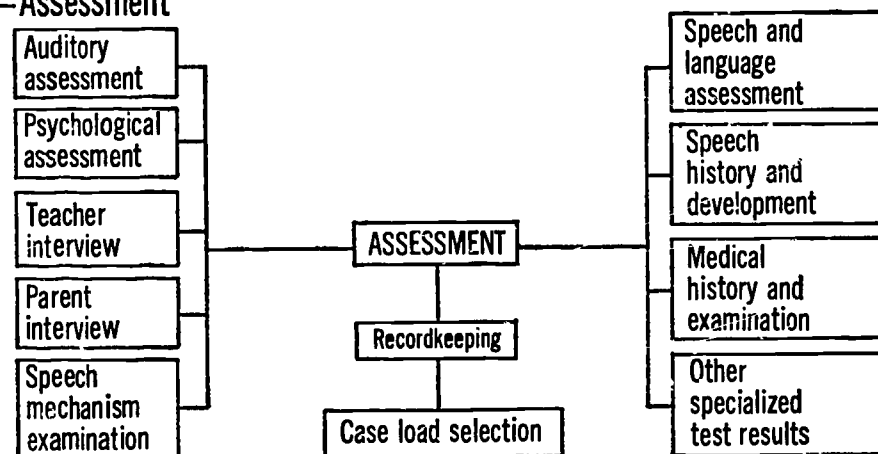 –Assessment
Auditory
assessment
Psychological
assessment
Teacher
interview
Parent
interview
Speech
mechanism
examination
ASSESSMENT
Recordkeeping
Case load selection
Speech and
language
assessment
Speech
history and
development
Medical
history and
examination
Other
specialized
test results